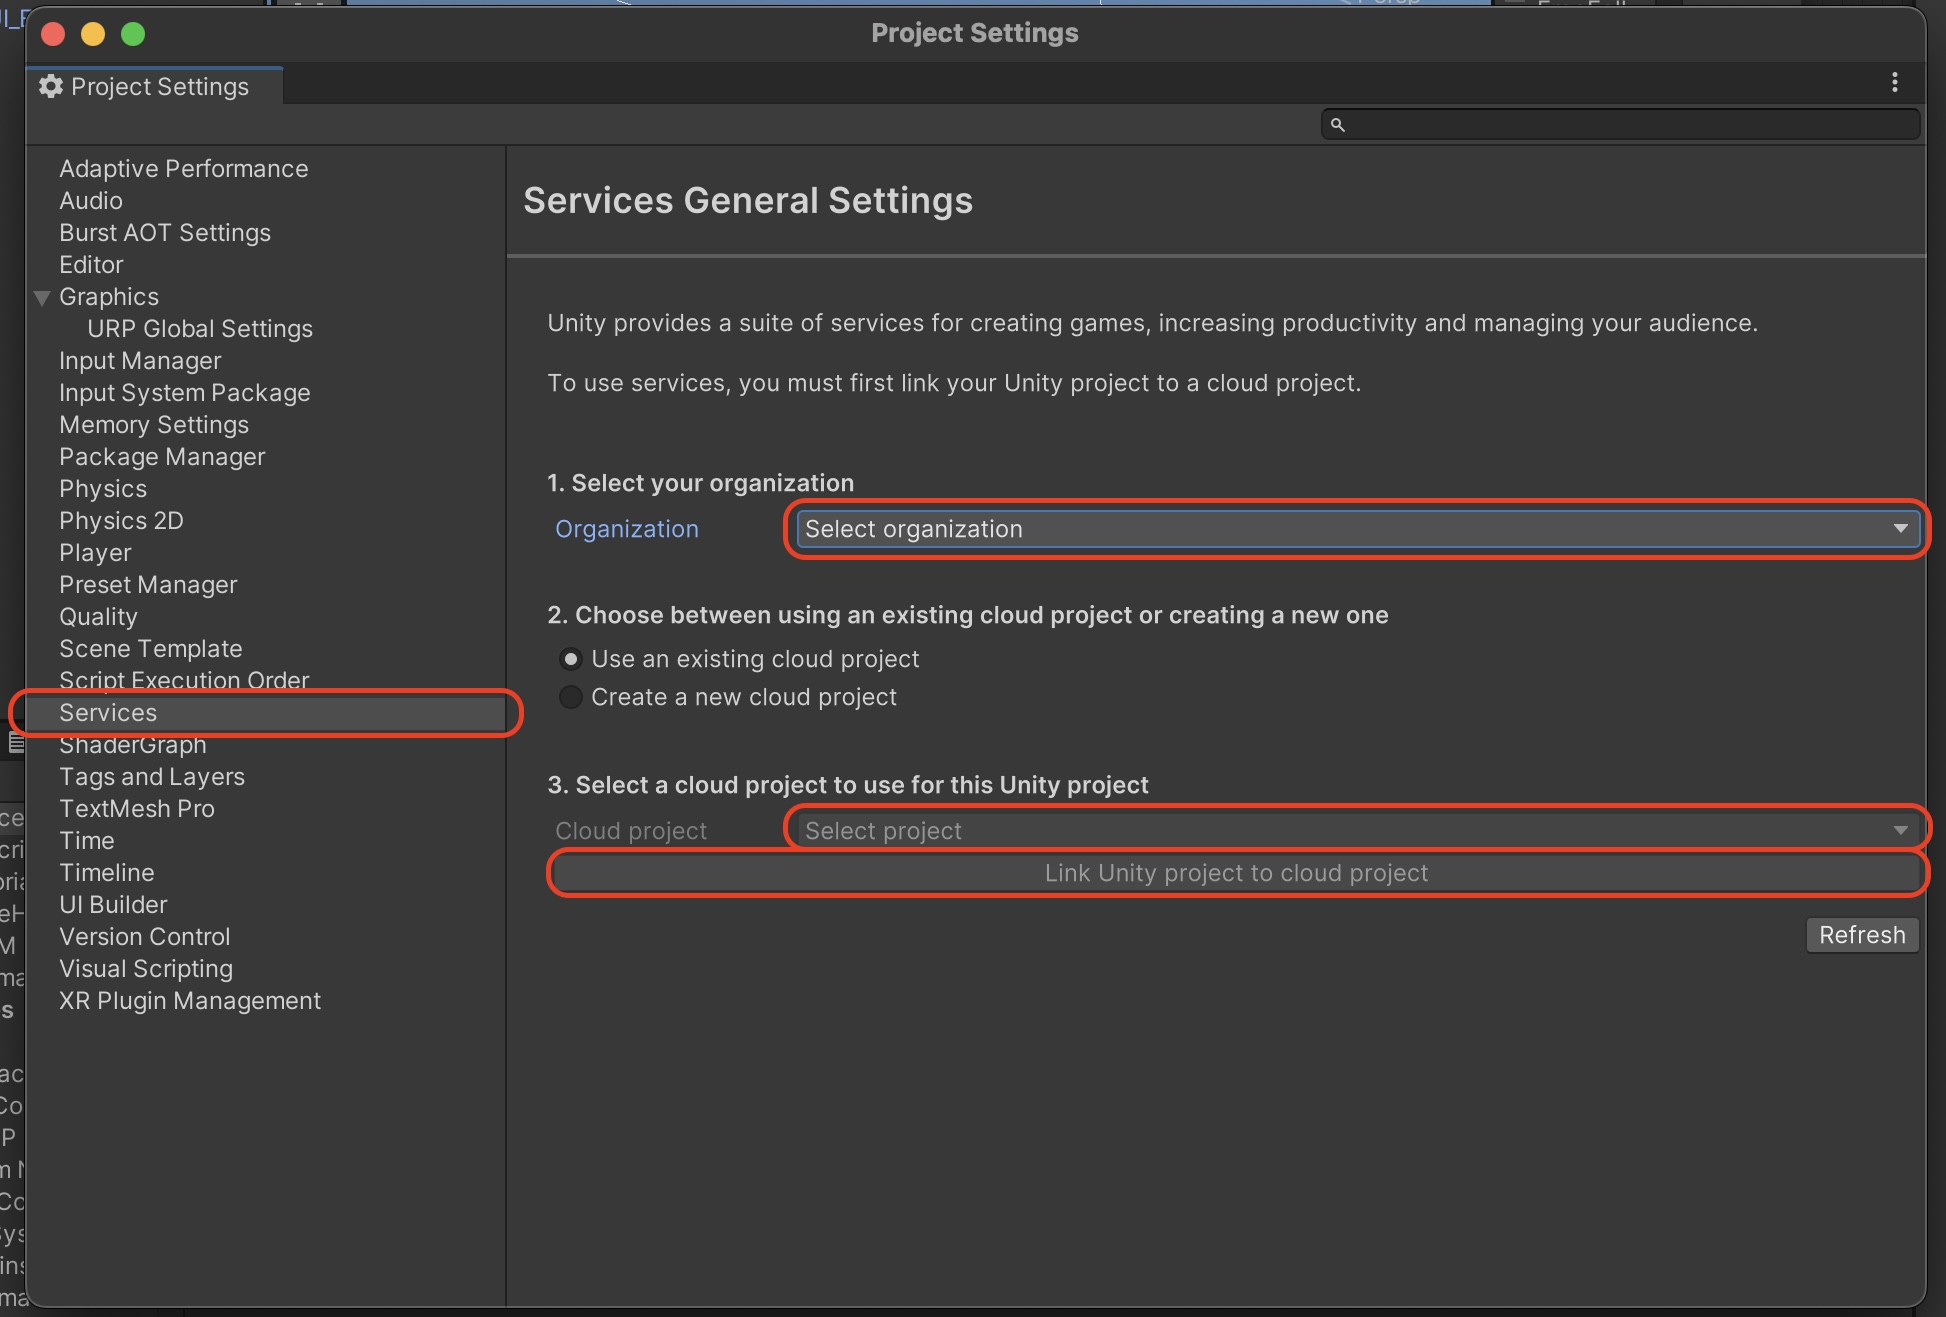 Project Settings
Project Settings
Adaptive Performance
Audio
Burst AOT Settings
Editor
Graphics
URP Global Settings
Input Manager
Input System Package
Memory Settings
Package Manager
Physics
Physics 2D
Player
Preset Manager
Quality
Scene Template
Script Execution Order
Services
ShaderGraph
Tags and Layers
TextMesh Pro
Time
Timeline
UI Builder
Version Control
Visual Scripting
XR Plugin Management
Services General Settings
Unity provides a suite of services for creating games, increasing productivity and managing your audience.
To use services, you must first link your Unity project to a cloud project.
1. Select your organization
Organization
Select organization
2. Choose between using an existing cloud project or creating a new one
Use an existing cloud project
Create a new cloud project
3. Select a cloud project to use for this Unity project
Cloud project
Select project
Link Unity project to cloud project
Refresh